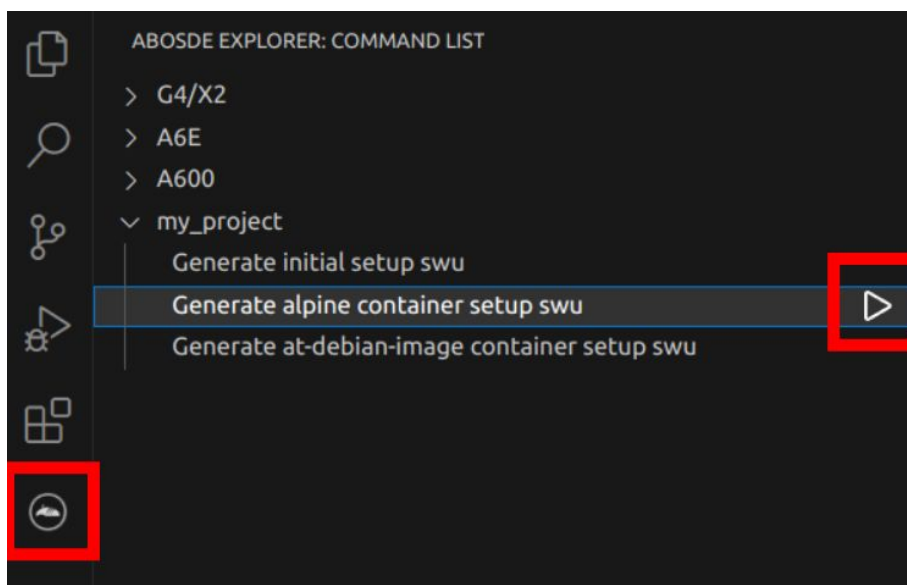 ABOSDE EXPLORER: COMMAND LIST
G4/X2
A6E
A600
my_project
Generate initial setup swu
Generate alpine container setup swu
Generate at-debian-image container setup swu